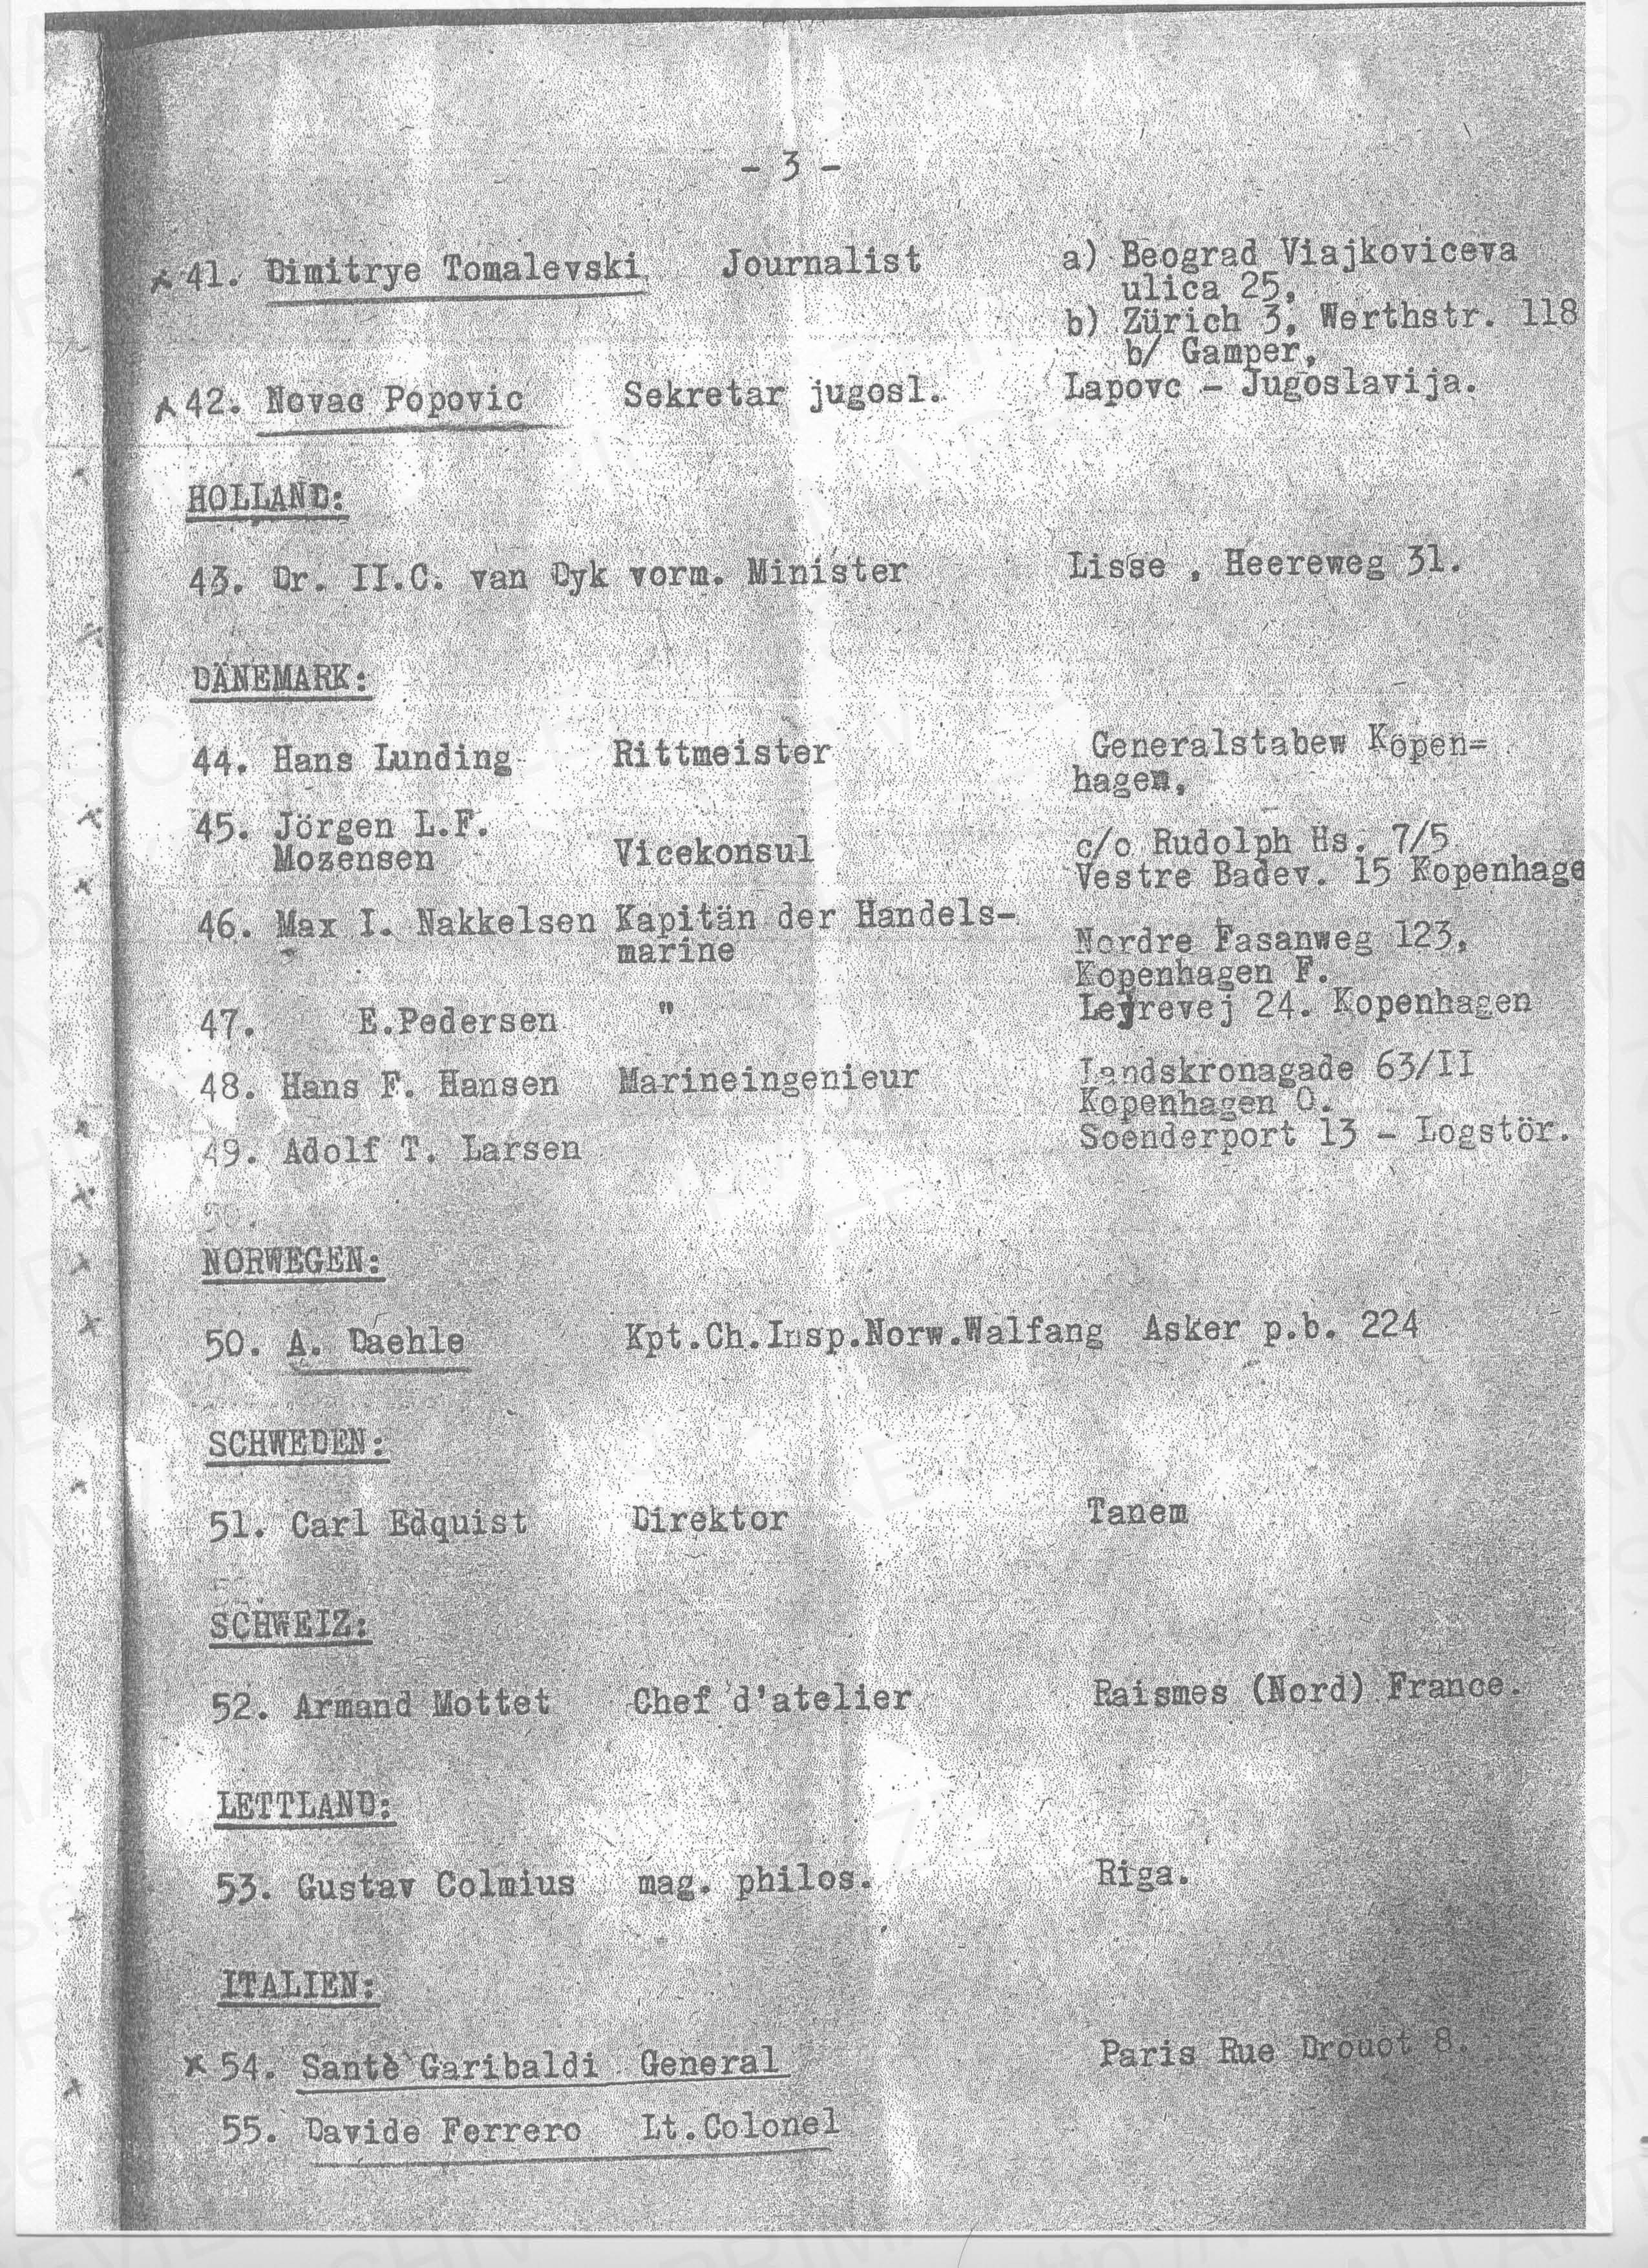 - 3 -
41. Dimitrye Tomalevski Journalist a) Beograd Viajkoviceva
ulica 25,
b) Zürich 3, Werthstr. 118
b/ Gamper,
42. Novac Popovic Sekretar jugosl. Lapovc - Jugoslavija.
HOLLAND:
43. Dr. II.C. van Dyk vorm. Minister Lisse , Heereweg 31.
DÄNEMARK:
44. Hans Lunding Rittmeister Generalstabew Kopen=
hagen,
45. Jörgen L.F.
Mozensen Vicekonsul c/o Rudolph Hs. 7/5
Vestre Badev. 15 Kopenhage
46. Max I. Nakkelsen Kapitän der Handels-
marine Nordre Fasanweg 123,
Kopenhagen F.
47. E.Pedersen " Lejrevej 24. Kopenhagen
48. Hans F. Hansen Marineingenieur Landskronagade 63/II
Kopenhagen O.
49. Adolf T. Larsen Soenderport 13 - Logstör.
50.
NORWEGEN:
50. A. Daehle Kpt.Ch.Insp.Norw.Walfang Asker p.b. 224
SCHWEDEN:
51. Carl Edquist Direktor Tanem
SCHWEIZ:
52. Armand Mottet Chef d'atelier Raismes (Nord) France.
LETTLAND:
53. Gustav Colmius mag. philos. Riga.
ITALIEN:
54. Santè Garibaldi General Paris Rue Drouot 8.
55. Davide Ferrero Lt.Colonel